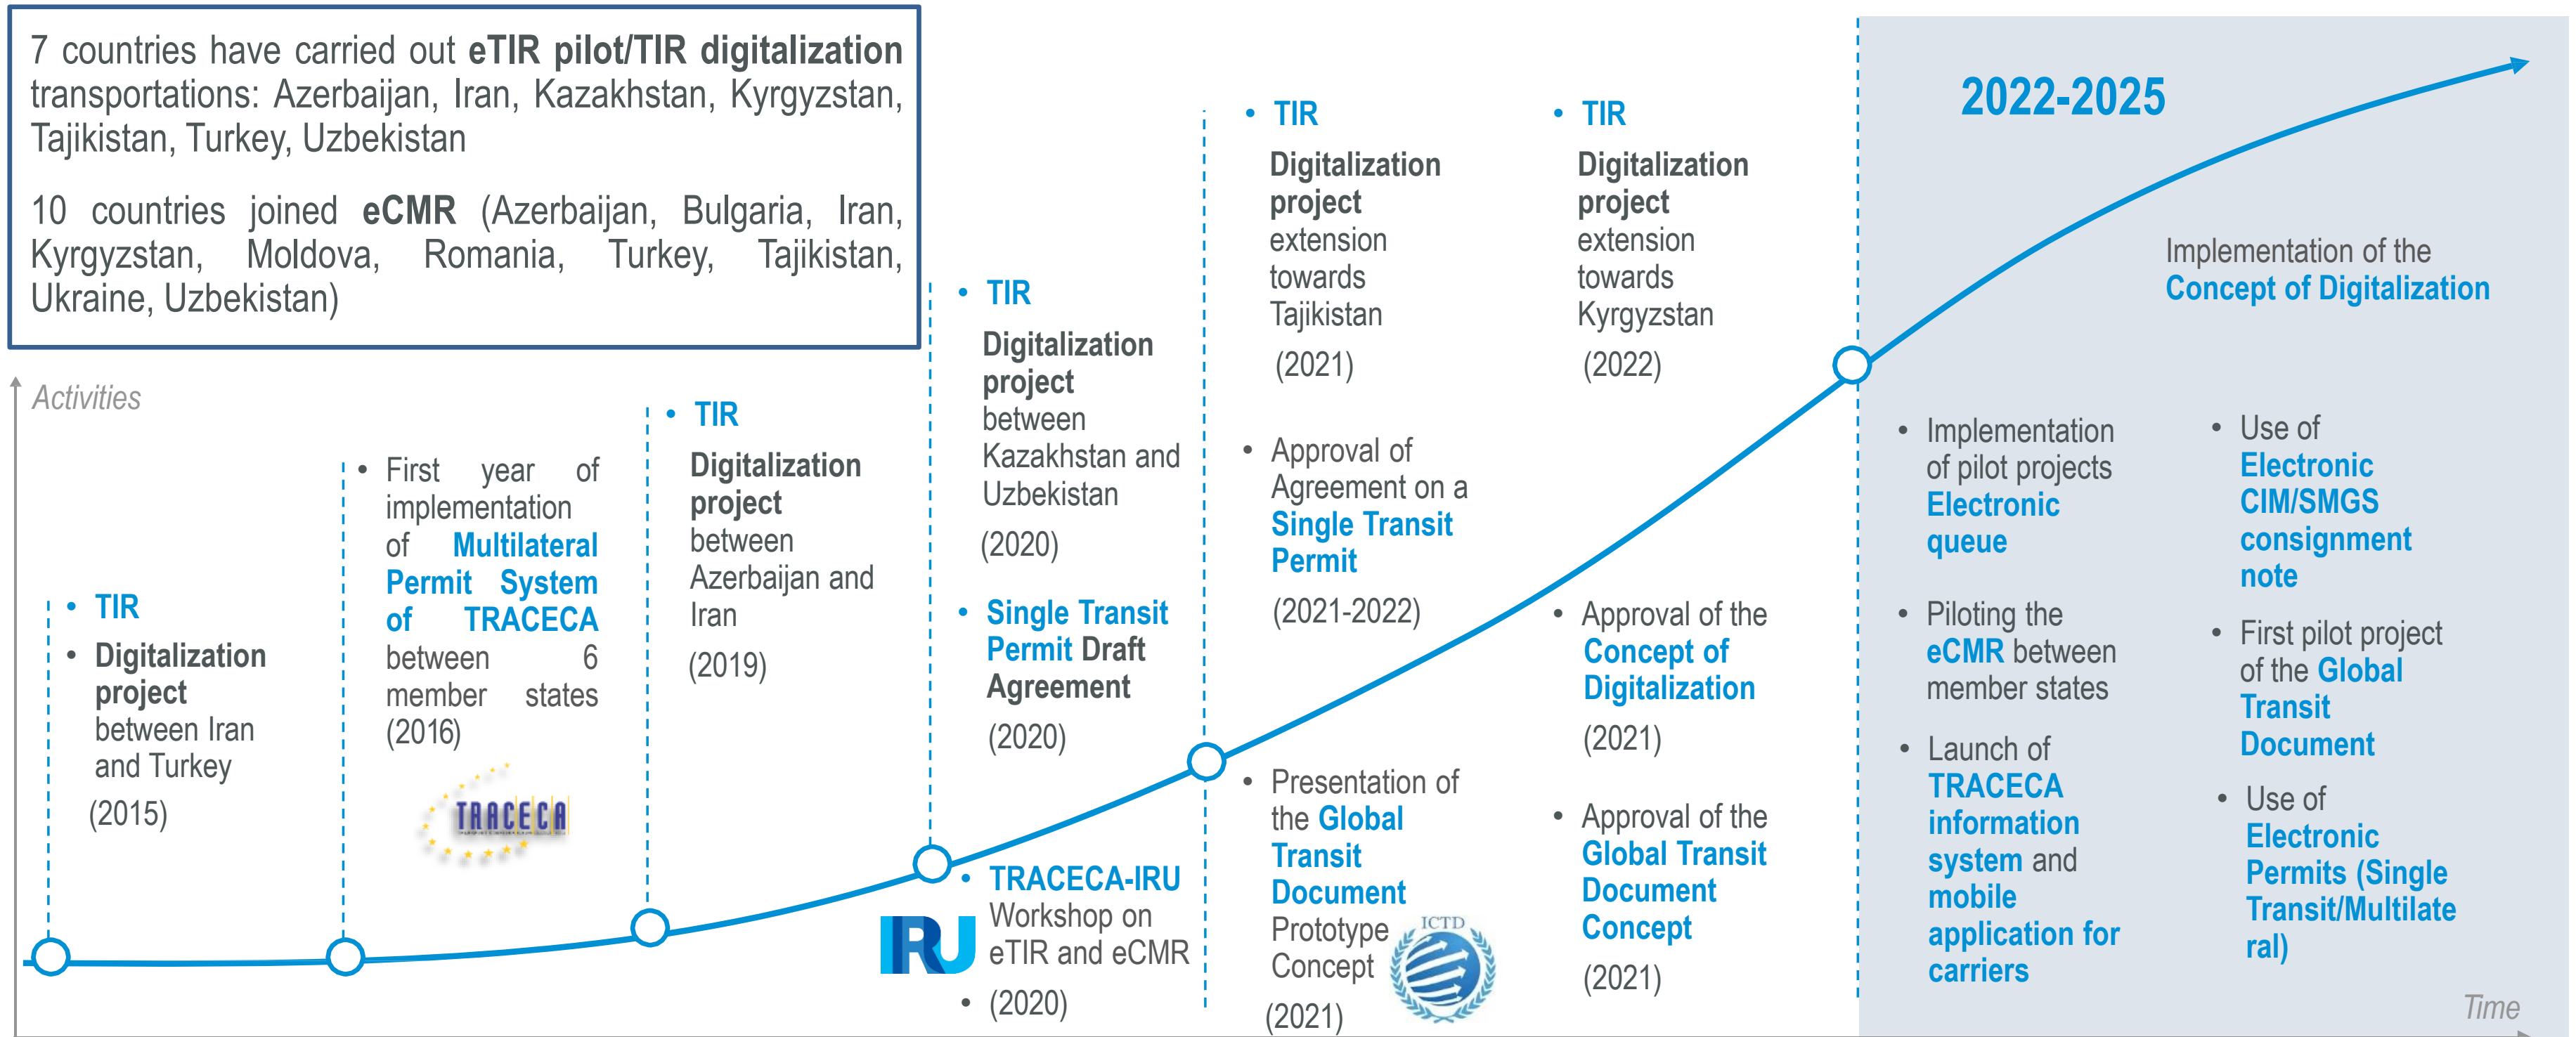 7 countries have carried out eTIR pilot/TIR digitalization
transportations: Azerbaijan, Iran, Kazakhstan, Kyrgyzstan,
Tajikistan, Turkey, Uzbekistan
10 countries joined eCMR (Azerbaijan, Bulgaria, Iran,
Kyrgyzstan, Moldova, Romania, Turkey, Tajikistan,
Ukraine, Uzbekistan)
Activities
• TIR
• Digitalization
project
between Iran
and Turkey
(2015)
• First year of
implementation
of Multilateral
Permit System
of TRACECA
between 6
member states
(2016)
TRACECA
• TIR
Digitalization
project
between
Azerbaijan and
Iran
(2019)
• TIR
Digitalization
project
between
Kazakhstan and
Uzbekistan
(2020)
• Single Transit
Permit Draft
Agreement
(2020)
IRU
• TRACECA-IRU
Workshop on
eTIR and eCMR
• (2020)
• TIR
Digitalization
project
extension
towards
Tajikistan
(2021)
• Approval of
Agreement on a
Single Transit
Permit
(2021-2022)
• Presentation of
the Global
Transit
Document
Prototype
Concept
(2021)
ICTD
• TIR
Digitalization
project
extension
towards
Kyrgyzstan
(2022)
• Approval of the
Concept of
Digitalization
(2021)
• Approval of the
Global Transit
Document
Concept
(2021)
2022-2025
Implementation of the
Concept of Digitalization
• Implementation
of pilot projects
Electronic
queue
• Piloting the
eCMR between
member states
• Launch of
TRACECA
information
system and
mobile
application for
carriers
• Use of
Electronic
CIM/SMGS
consignment
note
• First pilot project
of the Global
Transit
Document
• Use of
Electronic
Permits (Single
Transit/Multilate
ral)
Time